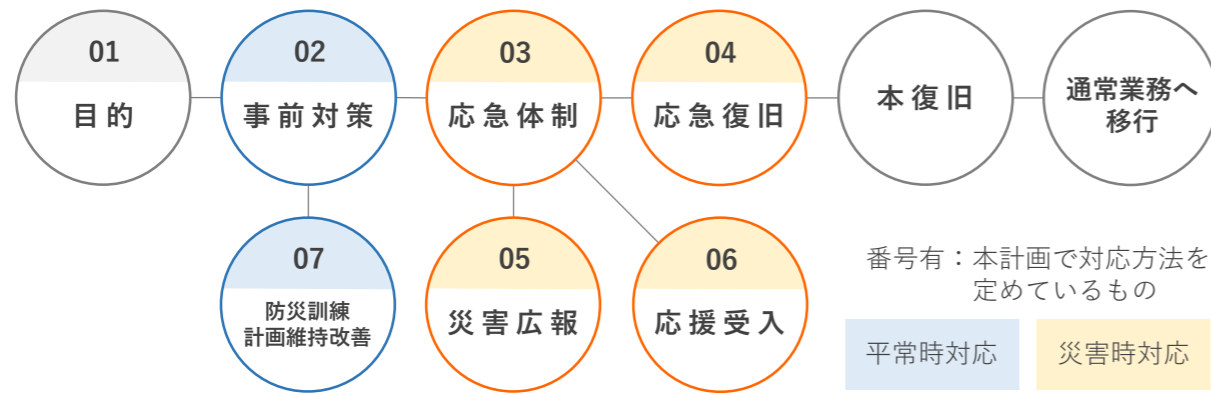 01
目的
02
事前対策
03
応急体制
04
応急復旧
本復旧
通常業務へ
移行
07
防災訓練
計画維持改善
05
災害広報
06
応援受入
番号有：本計画で対応方法を
定めているもの
平常時対応
災害時対応